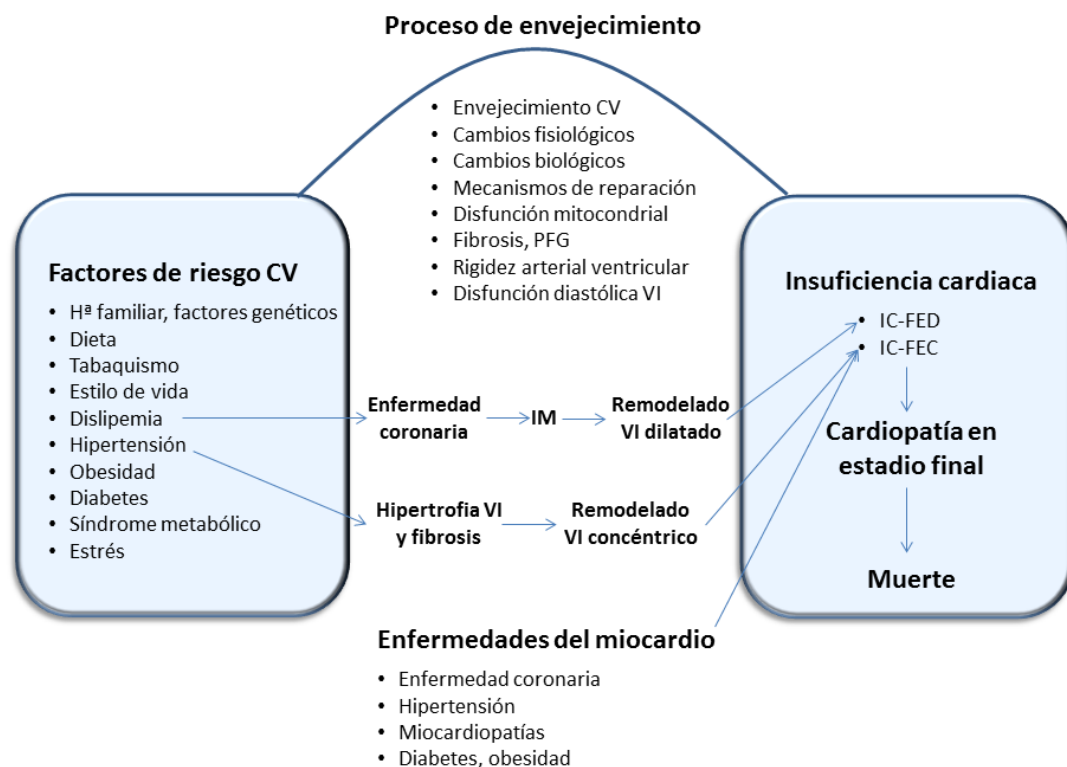 Proceso de envejecimiento
• Envejecimiento CV
• Cambios fisiológicos
• Cambios biológicos
• Mecanismos de reparación
• Disfunción mitocondrial
• Fibrosis, PFG
• Rigidez arterial ventricular
• Disfunción diastólica VI
Factores de riesgo CV
• Hª familiar, factores genéticos
• Dieta
• Tabaquismo
• Estilo de vida
• Dislipemia
• Hipertensión
• Obesidad
• Diabetes
• Síndrome metabólico
• Estrés
Enfermedad
coronaria
IM
Remodelado
VI dilatado
Hipertrofia VI
y fibrosis
Remodelado
VI concéntrico
Insuficiencia cardiaca
• IC-FED
• IC-FEC
Cardiopatía en
estadio final
Muerte
Enfermedades del miocardio
• Enfermedad coronaria
• Hipertensión
• Miocardiopatías
• Diabetes, obesidad